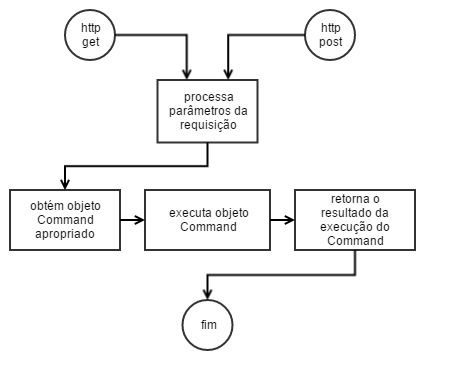 http
get
http
post
processa
parâmetros da
requisição
obtém objeto
Command
apropriado
executa objeto
Command
retorna o
resultado da
execução do
Command
fim